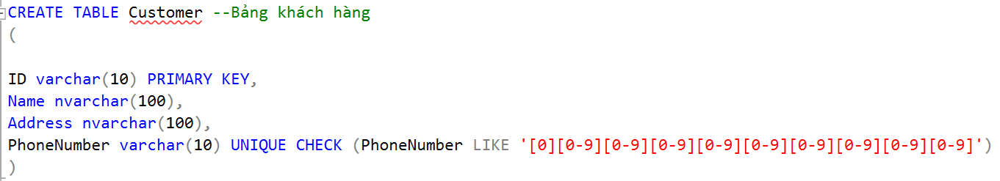 CREATE TABLE Customer --Bảng khách hàng
(
ID varchar(10) PRIMARY KEY,
Name nvarchar(100),
Address nvarchar(100),
PhoneNumber varchar(10) UNIQUE CHECK (PhoneNumber LIKE '[0][0-9][0-9][0-9][0-9][0-9][0-9][0-9][0-9][0-9]')
)